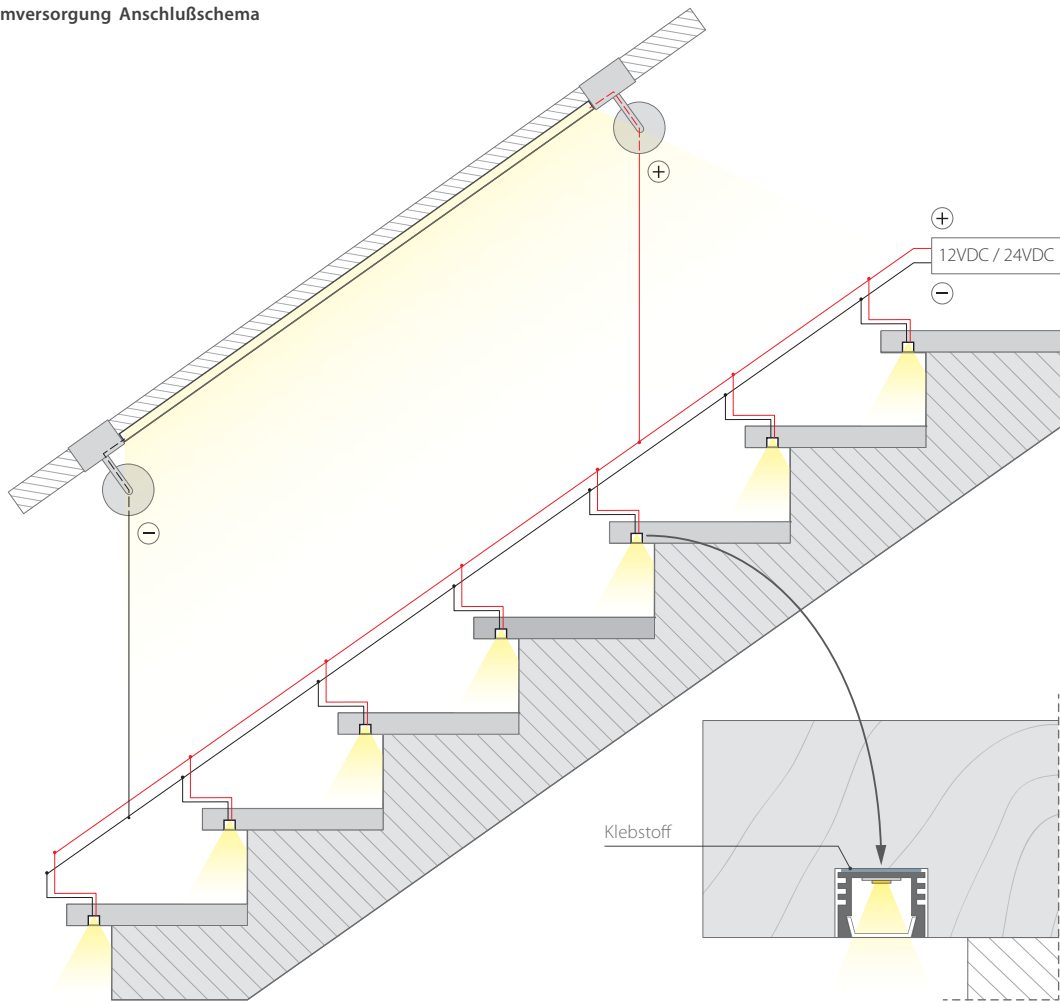 mversorgung Anschlußschema
+
+
12VDC / 24VDC
−
−
Klebstoff